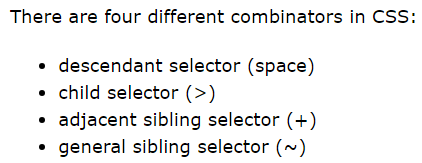 There are four different combinators in CSS:
• descendant selector (space)
• child selector (>)
• adjacent sibling selector (+)
• general sibling selector (~)